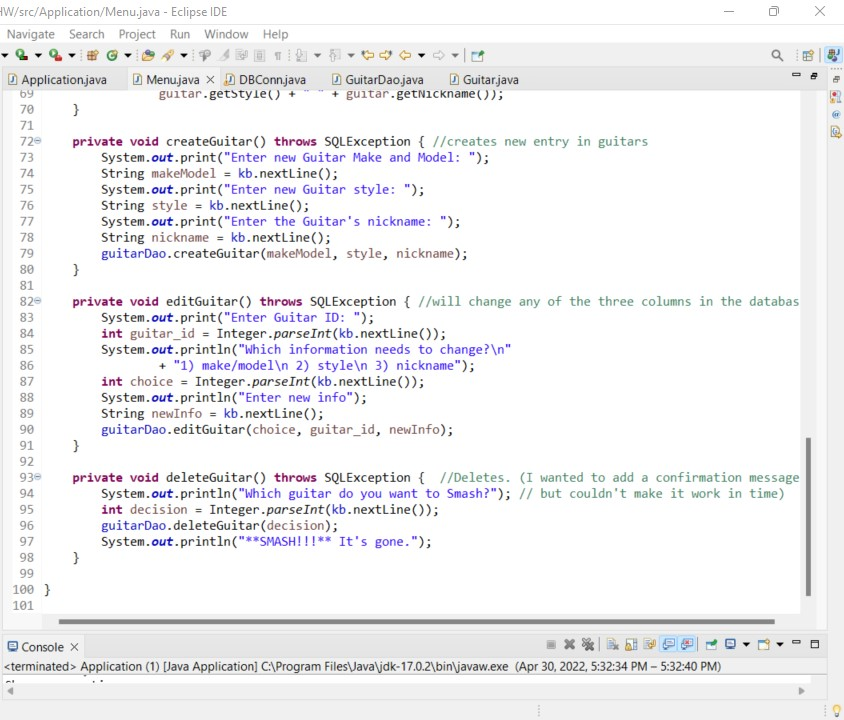 HW/src/Application/Menu.java - Eclipse IDE
Navigate Search Project Run Window Help
Application.java Menu.java DBConn.java GuitarDao.java Guitar.java
69 guitar.getStyle() + " " + guitar.getNickname());
70 }
71
72 private void createGuitar() throws SQLException { //creates new entry in guitars
73 System.out.print("Enter new Guitar Make and Model: ");
74 String makeModel = kb.nextLine();
75 System.out.print("Enter new Guitar style: ");
76 String style = kb.nextLine();
77 System.out.print("Enter the Guitar's nickname: ");
78 String nickname = kb.nextLine();
79 guitarDao.createGuitar(makeModel, style, nickname);
80 }
81
82 private void editGuitar() throws SQLException { //will change any of the three columns in the databas
83 System.out.print("Enter Guitar ID: ");
84 int guitar_id = Integer.parseInt(kb.nextLine());
85 System.out.println("Which information needs to change?\n"
86 + "1) make/model\n 2) style\n 3) nickname");
87 int choice = Integer.parseInt(kb.nextLine());
88 System.out.println("Enter new info");
89 String newInfo = kb.nextLine();
90 guitarDao.editGuitar(choice, guitar_id, newInfo);
91 }
92
93 private void deleteGuitar() throws SQLException { //Deletes. (I wanted to add a confirmation message
94 System.out.println("Which guitar do you want to Smash?"); // but couldn't make it work in time)
95 int decision = Integer.parseInt(kb.nextLine());
96 guitarDao.deleteGuitar(decision);
97 System.out.println("**SMASH!!!** It's gone.");
98 }
99
100 }
101
Console
<terminated> Application (1) [Java Application] C:\Program Files\Java\jdk-17.0.2\bin\javaw.exe (Apr 30, 2022, 5:32:34 PM – 5:32:40 PM)